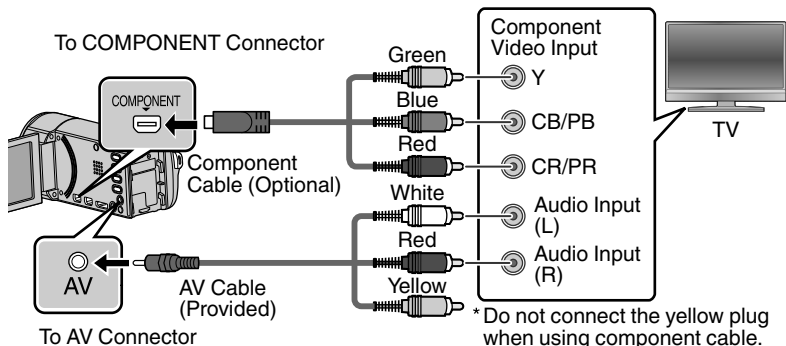 To COMPONENT Connector
COMPONENT
Component
Cable (Optional)
Green
Blue
Red
White
Red
Yellow
Component
Video Input
Y
CB/PB
CR/PR
Audio Input
(L)
Audio Input
(R)
TV
AV
AV Cable
(Provided)
To AV Connector
* Do not connect the yellow plug
when using component cable.